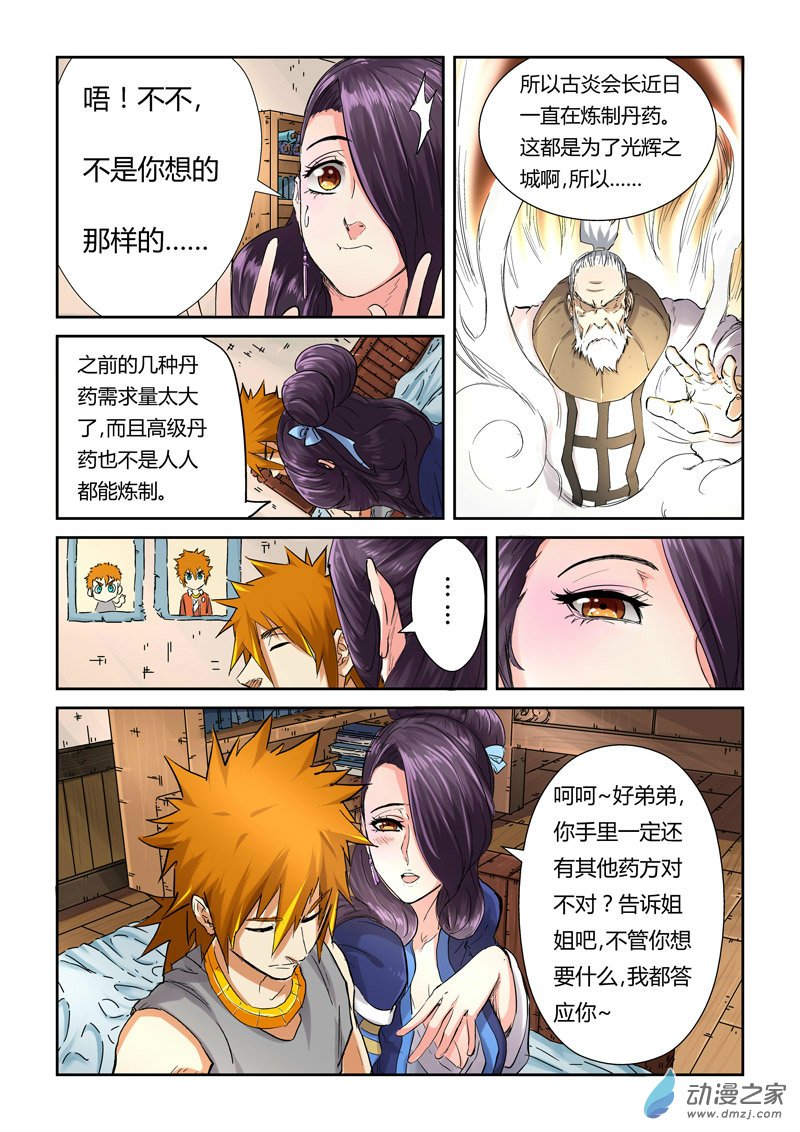 唔！不不，
不是你想的
那样的……
所以古炎会长近日
一直在炼制丹药。
这都是为了光辉之
城啊，所以……
之前的几种丹
药需求量太大
了，而且高级丹
药也不是人人
都能炼制。
……
呵呵~好弟弟，
你手里一定还
有其他药方对
不对？告诉姐
姐吧，不管你想
要什么，我都答
应你~
动漫之家
www.dmzj.com